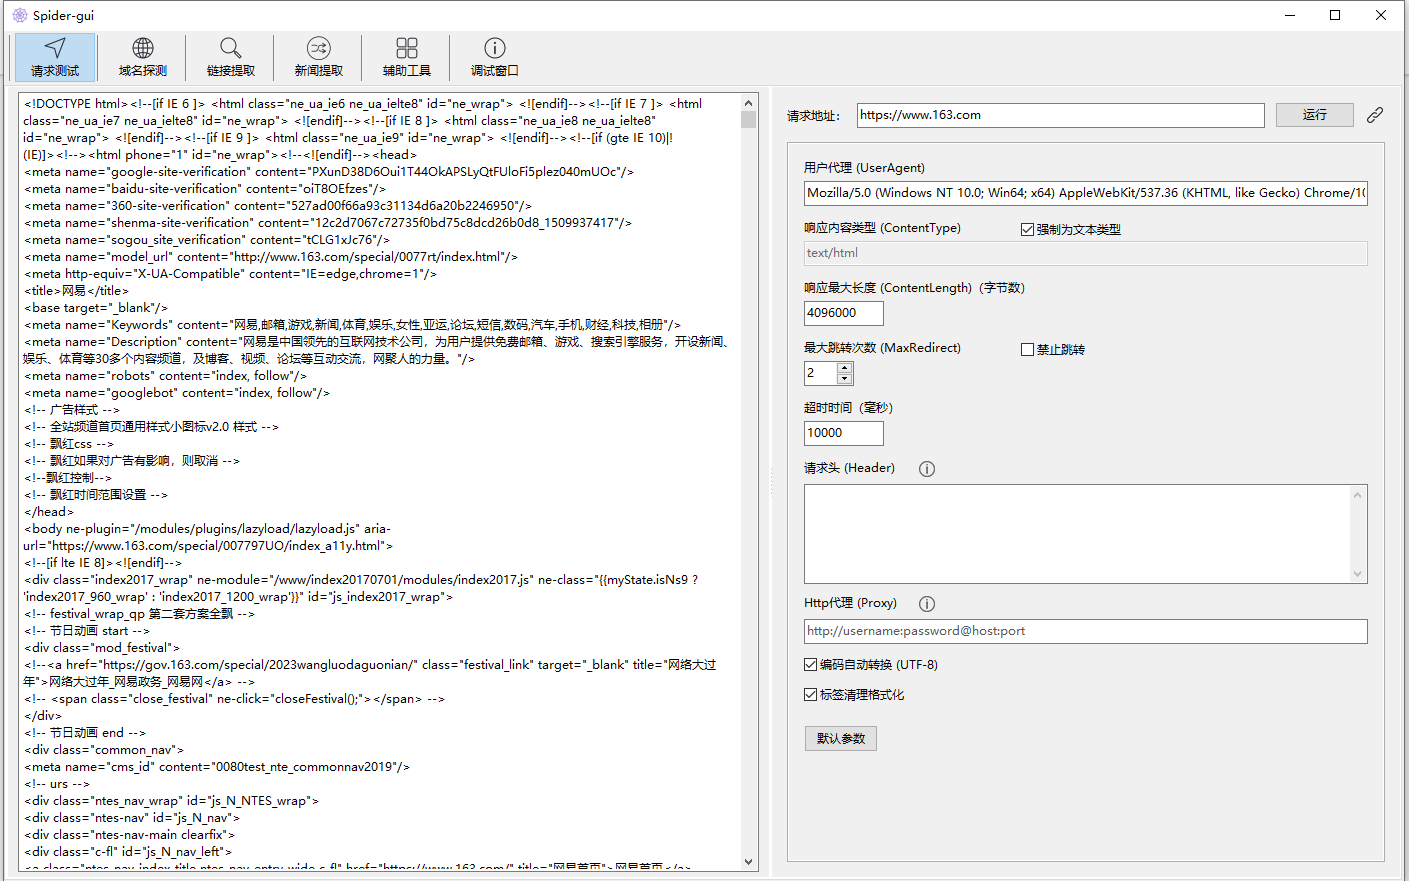 Spider-gui
请求测试
域名探测
链接提取
新闻提取
辅助工具
调试窗口
<!DOCTYPE html><!--[if IE 6 ]> <html class="ne_ua_ie6 ne_ua_ielte8" id="ne_wrap"> <![endif]--><!--[if IE 7 ]> <html
class="ne_ua_ie7 ne_ua_ielte8" id="ne_wrap"> <![endif]--><!--[if IE 8 ]> <html class="ne_ua_ie8 ne_ua_ielte8"
id="ne_wrap"> <![endif]--><!--[if IE 9 ]> <html class="ne_ua_ie9" id="ne_wrap"> <![endif]--><!--[if (gte IE 10)|!
(IE)]><!--><html phone="1" id="ne_wrap"><!--<![endif]--><head>
<meta name="google-site-verification" content="PXunD38D6Oui1T44OkAPSLyQtFUloFi5plez040mUOc"/>
<meta name="baidu-site-verification" content="oiT8OEfzes"/>
<meta name="360-site-verification" content="527ad00f66a93c31134d6a20b2246950"/>
<meta name="shenma-site-verification" content="12c2d7067c72735f0bd75c8dcd26b0d8_1509937417"/>
<meta name="sogou_site_verification" content="tCLG1xJc76"/>
<meta name="model_url" content="http://www.163.com/special/0077rt/index.html"/>
<meta http-equiv="X-UA-Compatible" content="IE=edge,chrome=1"/>
<title>网易</title>
<base target="_blank"/>
<meta name="Keywords" content="网易,邮箱,游戏,新闻,体育,娱乐,女性,亚运,论坛,短信,数码,汽车,手机,财经,科技,相册"/>
<meta name="Description" content="网易是中国领先的互联网技术公司，为用户提供免费邮箱、游戏、搜索引擎服务，开设新闻、
娱乐、体育等30多个内容频道，及博客、视频、论坛等互动交流，网聚人的力量。"/>
<meta name="robots" content="index, follow"/>
<meta name="googlebot" content="index, follow"/>
<!-- 广告样式 -->
<!-- 全站频道首页通用样式小图标v2.0 样式 -->
<!-- 飘红css -->
<!-- 飘红如果对广告有影响，则取消 -->
<!--飘红控制-->
<!-- 飘红时间范围设置 -->
</head>
<body ne-plugin="/modules/plugins/lazyload/lazyload.js" aria-
url="https://www.163.com/special/007797UO/index_a11y.html">
<!--[if lte IE 8]><![endif]-->
<div class="index2017_wrap" ne-module="/www/index20170701/modules/index2017.js" ne-class="{{myState.isNs9 ?
'index2017_960_wrap' : 'index2017_1200_wrap'}}" id="js_index2017_wrap">
<!-- festival_wrap_qp 第二套方案全飘 -->
<!-- 节日动画 start -->
<div class="mod_festival">
<!--<a href="https://gov.163.com/special/2023wangluodaguonian/" class="festival_link" target="_blank" title="网络大过
年">网络大过年_网易政务_网易网</a> -->
<!-- <span class="close_festival" ne-click="closeFestival();"></span> -->
</div>
<!-- 节日动画 end -->
<div class="common_nav">
<meta name="cms_id" content="0080test_nte_commonnav2019"/>
<!-- urs -->
<div class="ntes_nav_wrap" id="js_N_NTES_wrap">
<div class="ntes-nav" id="js_N_nav">
<div class="ntes-nav-main clearfix">
<div class="c-fl" id="js_N_nav_left">
<a class="ntes-nav-index-title ntes-nav-entry-wide c-fl" href="https://www.163.com/" title="网易首页">网易首页</a>
请求地址：
https://www.163.com
运行
用户代理 (UserAgent)
Mozilla/5.0 (Windows NT 10.0; Win64; x64) AppleWebKit/537.36 (KHTML, like Gecko) Chrome/10
响应内容类型 (ContentType)
强制为文本类型
text/html
响应最大长度 (ContentLength)（字节数）
4096000
最大跳转次数 (MaxRedirect)
禁止跳转
2
超时时间（毫秒）
10000
请求头 (Header)
Http代理 (Proxy)
http://username:password@host:port
编码自动转换 (UTF-8)
标签清理格式化
默认参数